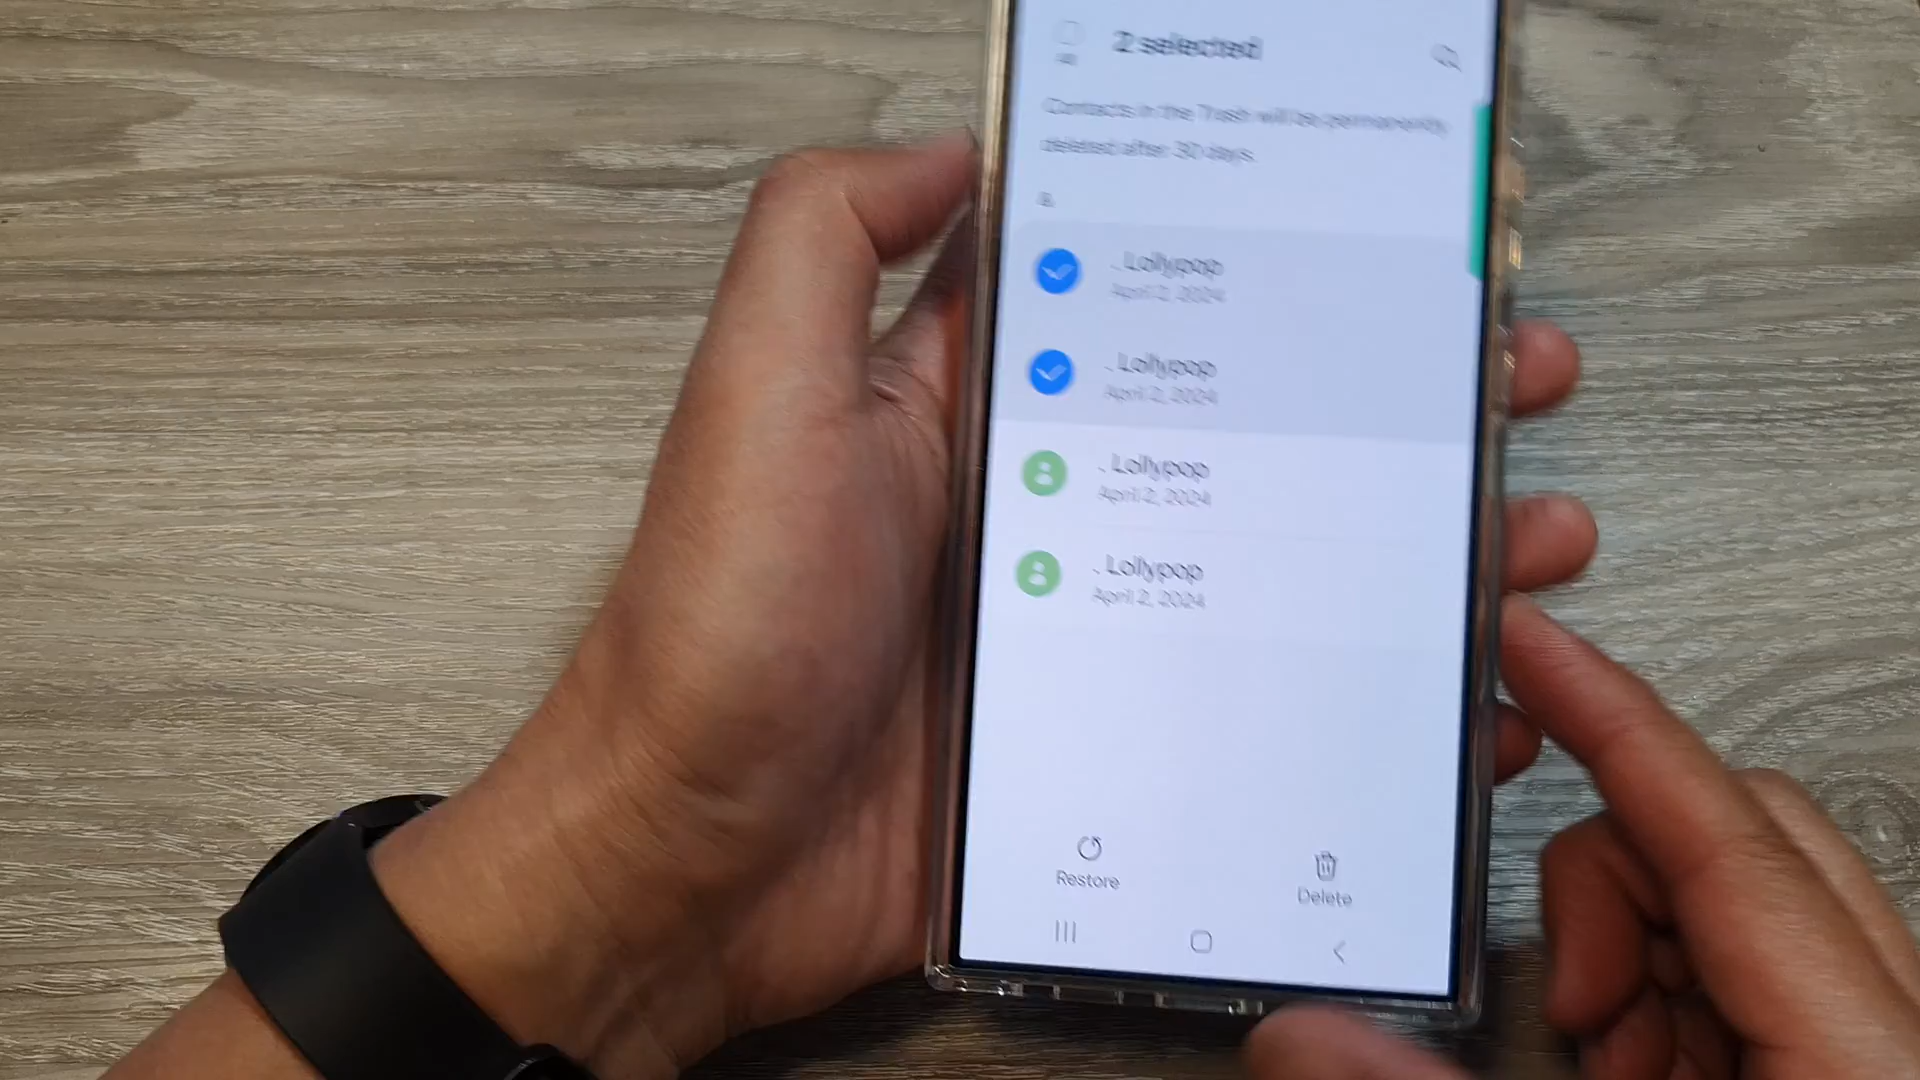 2 selected
All
Contacts in the Trash will be permanently
deleted after 30 days.
&
. Lollypop
April 2, 2024
. Lollypop
April 2, 2024
. Lollypop
April 2, 2024
. Lollypop
April 2, 2024
Restore
Delete